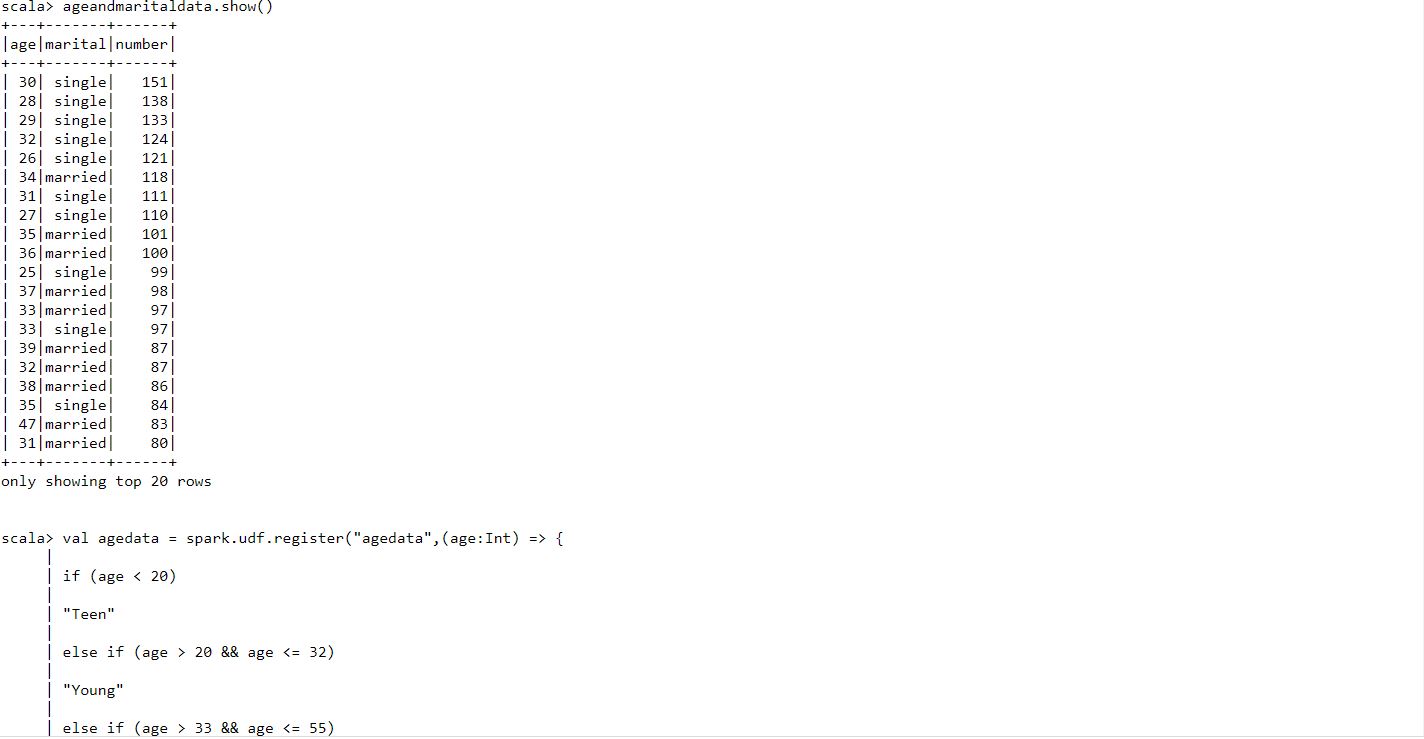 scala> ageandmaritaldata.show()
+---+-------+------+
|age|marital|number|
+---+-------+------+
| 30| single|   151|
| 28| single|   138|
| 29| single|   133|
| 32| single|   124|
| 26| single|   121|
| 34|married|   118|
| 31| single|   111|
| 27| single|   110|
| 35|married|   101|
| 36|married|   100|
| 25| single|    99|
| 37|married|    98|
| 33|married|    97|
| 33| single|    97|
| 39|married|    87|
| 32|married|    87|
| 38|married|    86|
| 35| single|    84|
| 47|married|    83|
| 31|married|    80|
+---+-------+------+
only showing top 20 rows
scala> val agedata = spark.udf.register("agedata",(age:Int) => {
     |
     | if (age < 20)
     |
     | "Teen"
     |
     | else if (age > 20 && age <= 32)
     |
     | "Young"
     |
     | else if (age > 33 && age <= 55)